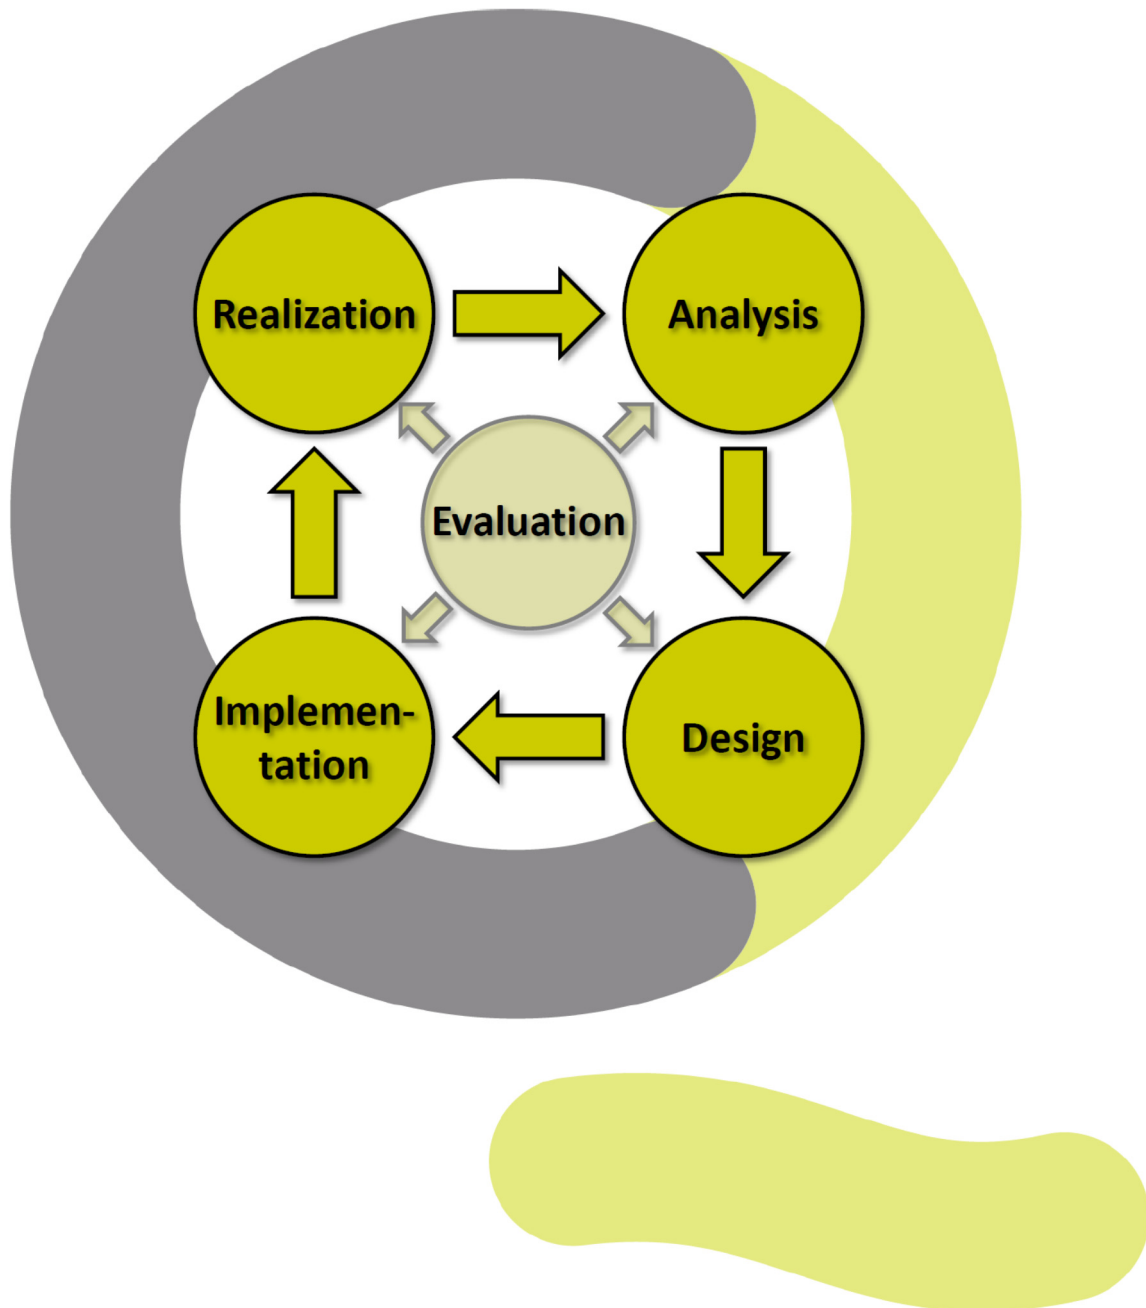 Realization
Analysis
Evaluation
Implemen-
tation
Design